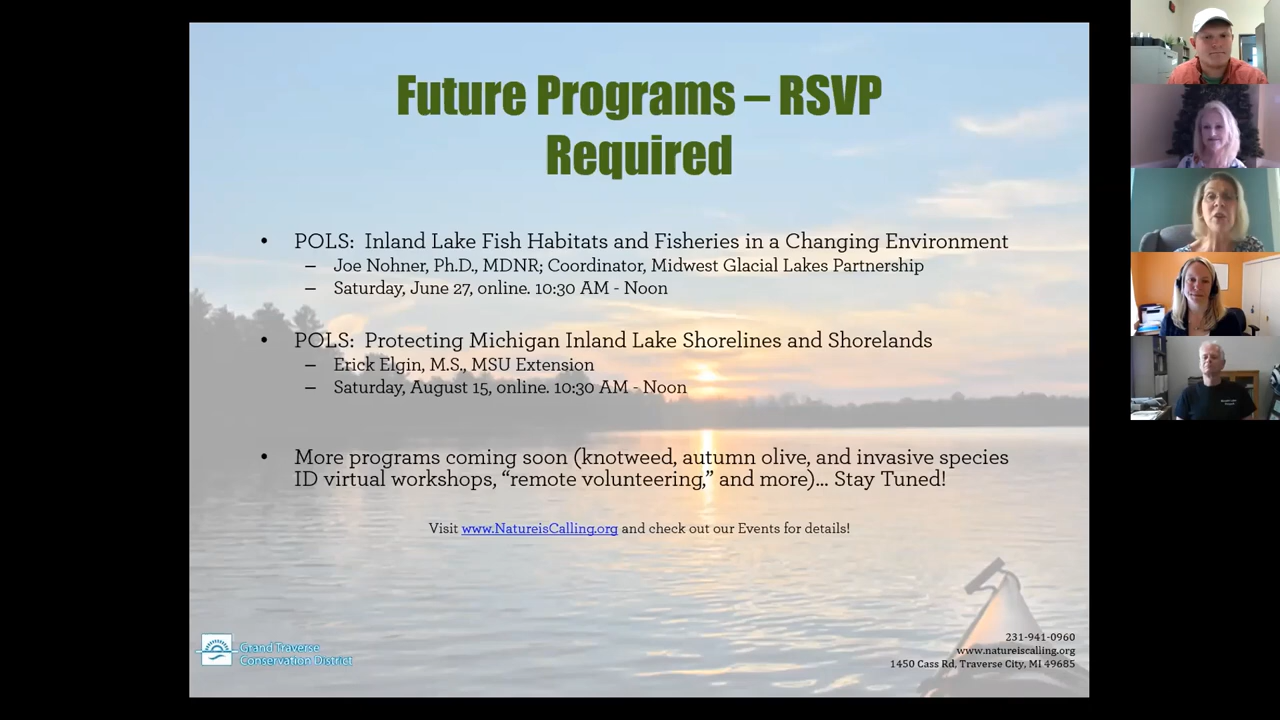 Future Programs – RSVP
Required
• POLS: Inland Lake Fish Habitats and Fisheries in a Changing Environment
– Joe Nohner, Ph.D., MDNR; Coordinator, Midwest Glacial Lakes Partnership
– Saturday, June 27, online. 10:30 AM - Noon
• POLS: Protecting Michigan Inland Lake Shorelines and Shorelands
– Erick Elgin, M.S., MSU Extension
– Saturday, August 15, online. 10:30 AM - Noon
• More programs coming soon (knotweed, autumn olive, and invasive species
ID virtual workshops, “remote volunteering,” and more)... Stay Tuned!
Visit www.NatureisCalling.org and check out our Events for details!
Grand Traverse
Conservation District
231-941-0960
www.natureiscalling.org
1450 Cass Rd, Traverse City, MI 49685